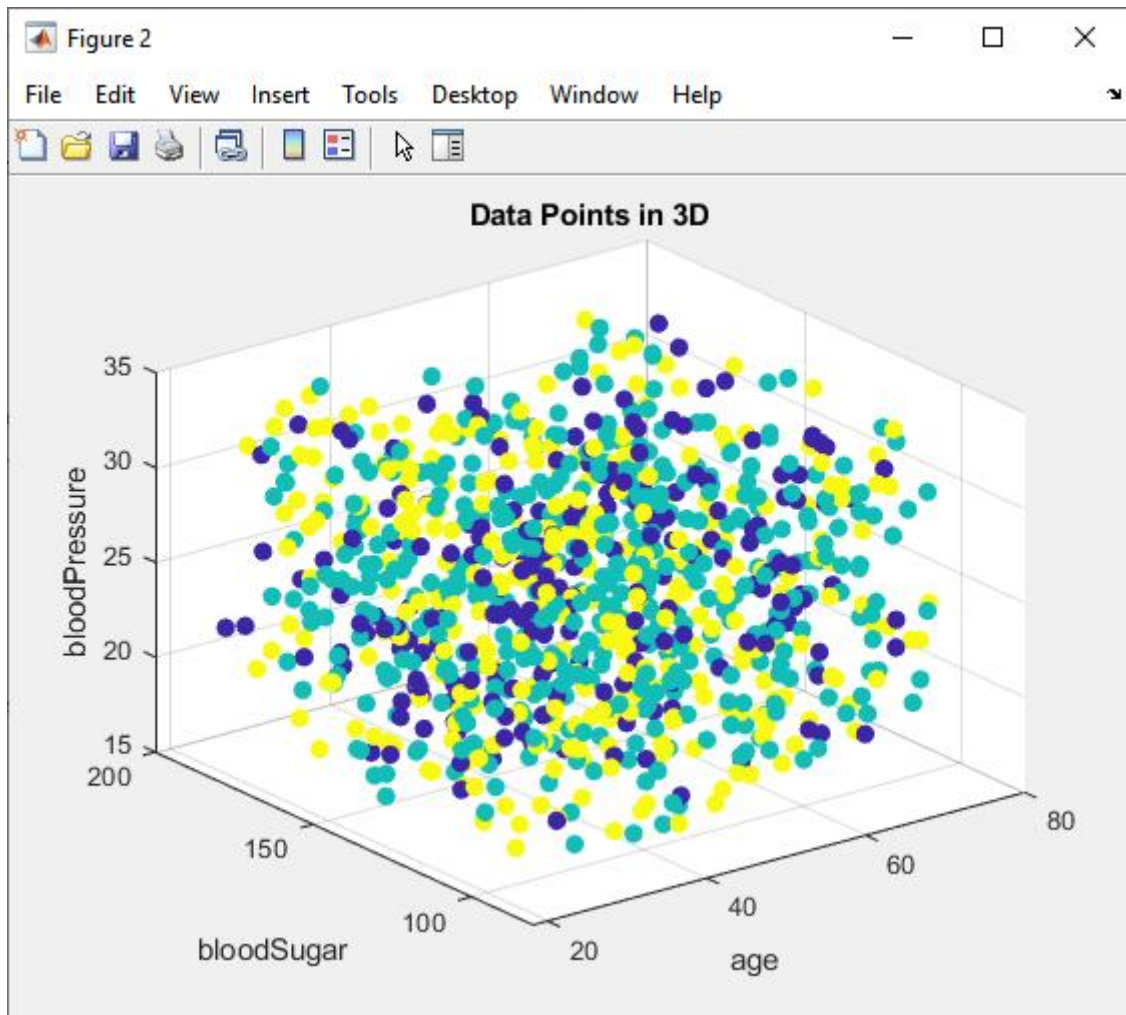 Figure 2
File Edit View Insert Tools Desktop Window Help
Data Points in 3D
35
30
25
20
15
bloodPressure
200
150
100
bloodSugar
20
40
60
80
age